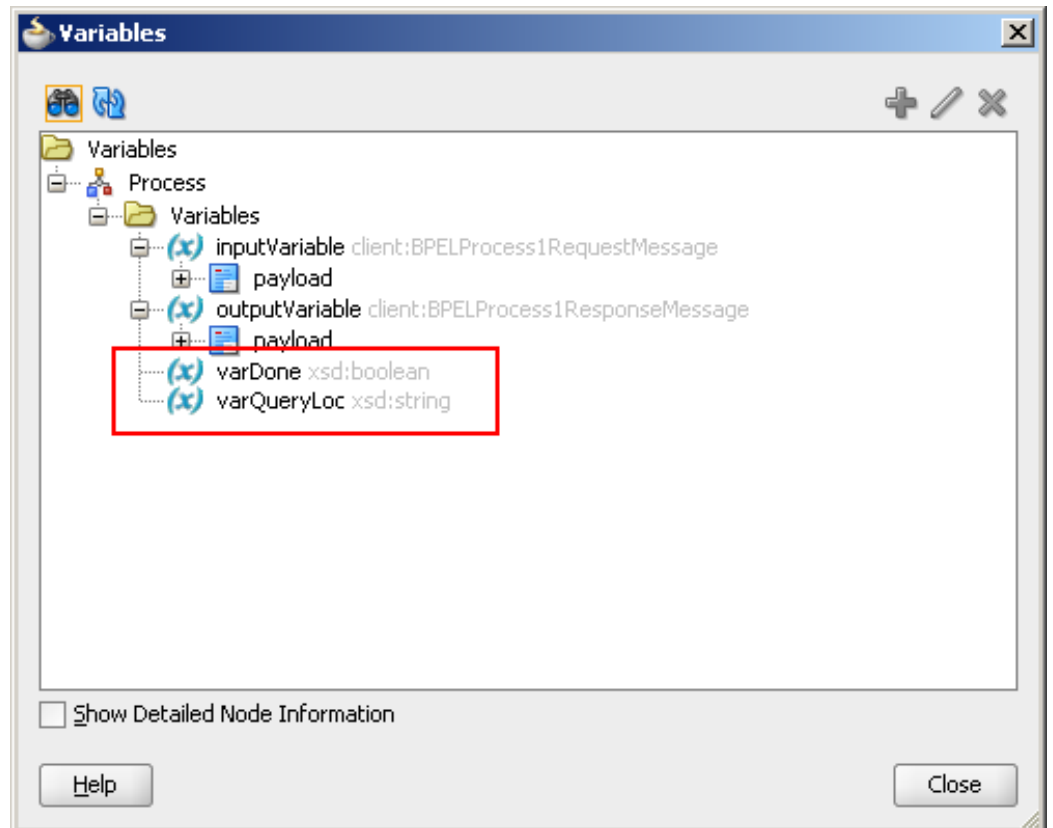 Variables
Variables
Process
Variables
(x) inputVariable client:BPELProcess1RequestMessage
payload
(x) outputVariable client:BPELProcess1ResponseMessage
payload
(x) varDone xsd:boolean
(x) varQueryLoc xsd:string
Show Detailed Node Information
Help Close